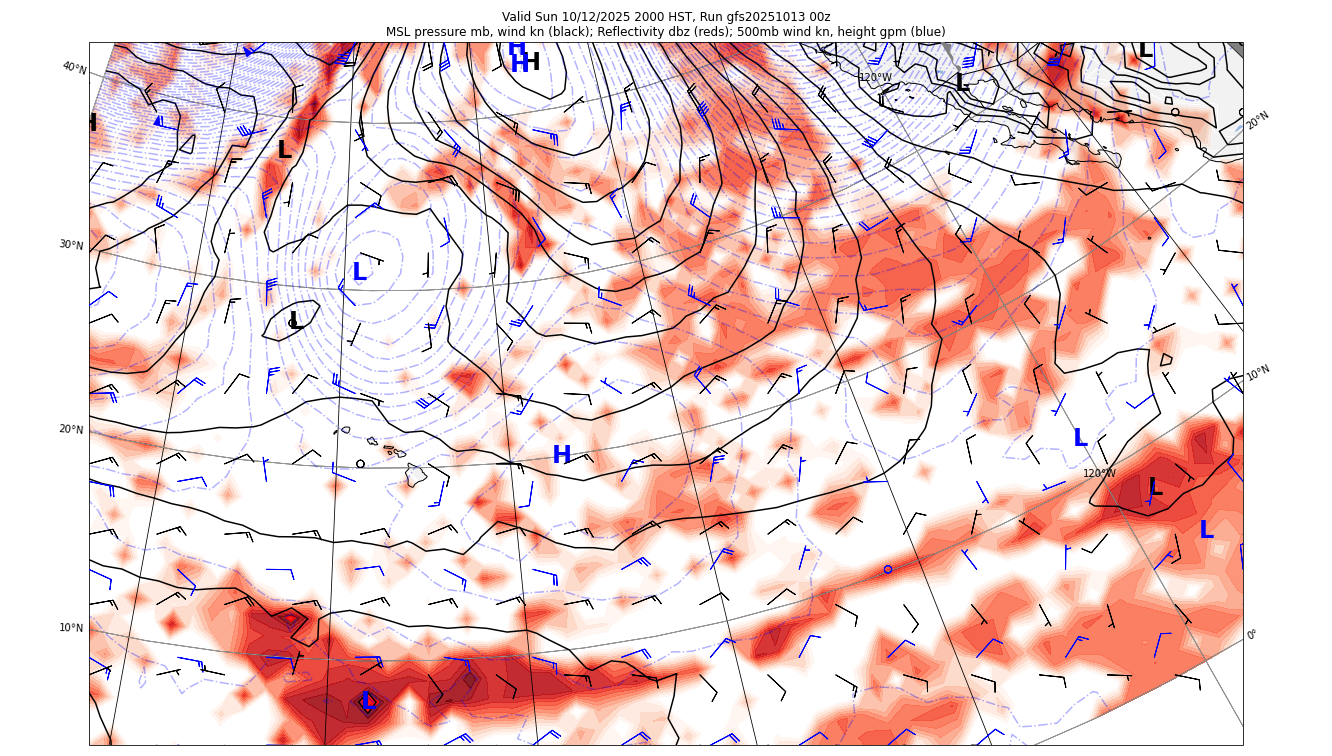 Valid Sun 10/12/2025 2000 HST, Run gfs20251013 00z
MSL pressure mb, wind kn (black); Reflectivity dbz (reds); 500mb wind kn, height gpm (blue)
H
H H
L
40°N
120°W
L
H
20°N
L
30°N
L
L
10°N
20°N
L
H
120°W
L
L
10°N
0°
L